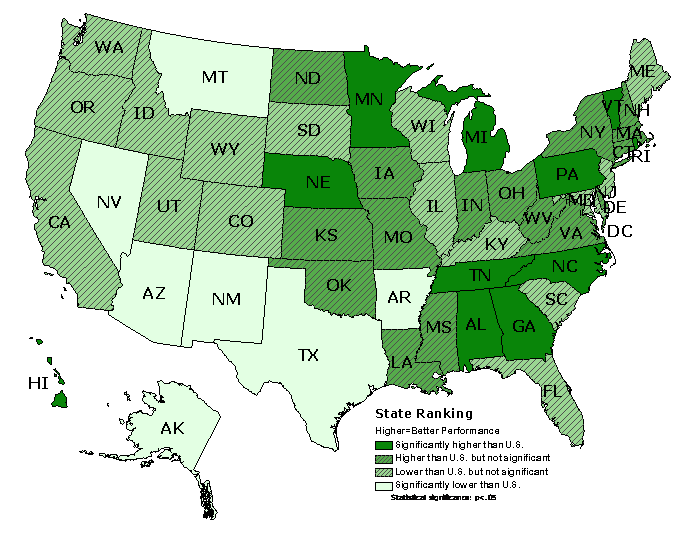 WA
ME
MT
ND
VT
MN
NH
OR
ID
WI
MI
NY
MA
SD
CT
RI
WY
IA
PA
NE
NJ
OH
MD
NV
UT
IL
IN
DE
CO
WV
CA
DC
KS
MO
VA
KY
NC
TN
OK
AZ
NM
AR
SC
MS
AL
GA
TX
LA
HI
FL
AK
State Ranking
Higher=Better Performance
Significantly higher than U.S.
Higher than U.S. but not significant
Lower than U.S. but not significant
Significantly lower than U.S.
Statistical significance: p<.05